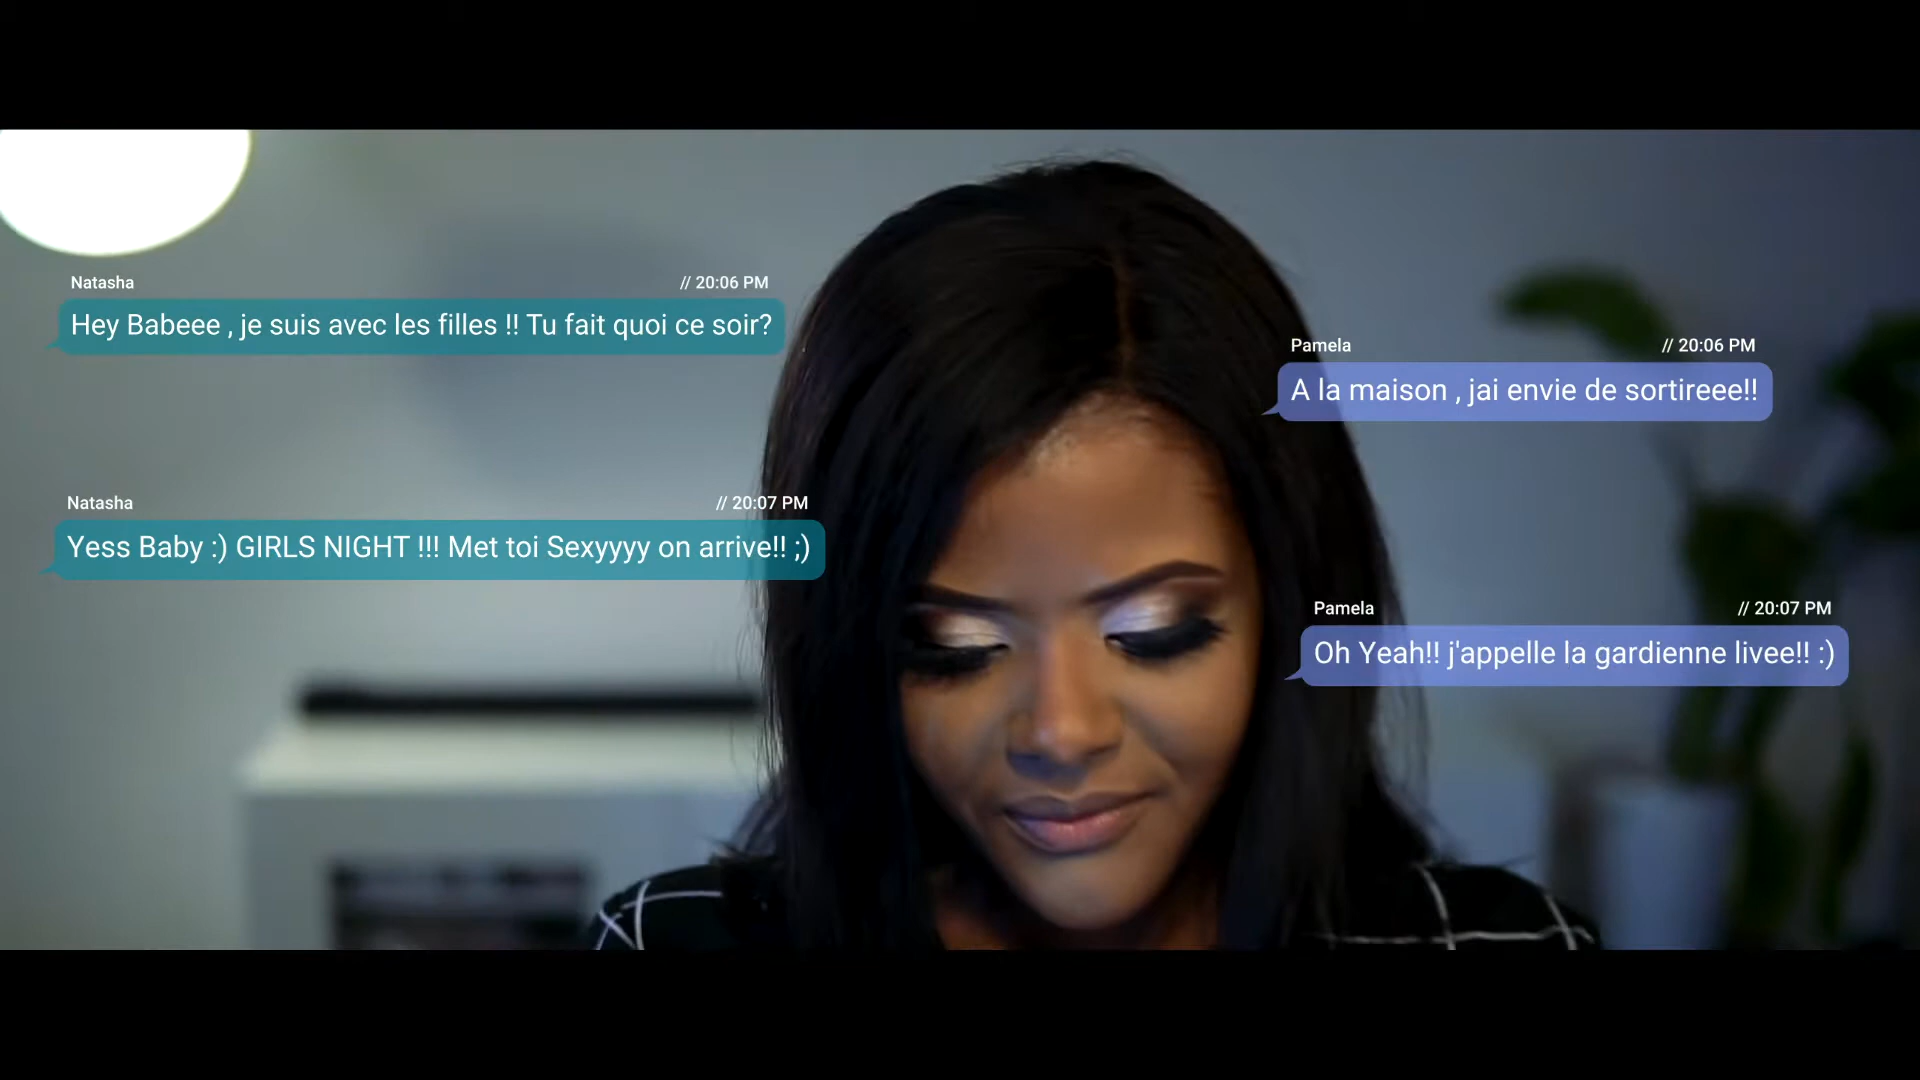 Natasha // 20:06 PM
Hey Babeee , je suis avec les filles !! Tu fait quoi ce soir?
Pamela // 20:06 PM
A la maison , jai envie de sortireee!!
Natasha // 20:07 PM
Yess Baby :) GIRLS NIGHT !!! Met toi Sexyyyy on arrive!! ;)
Pamela // 20:07 PM
Oh Yeah!! j'appelle la gardienne livee!! :)